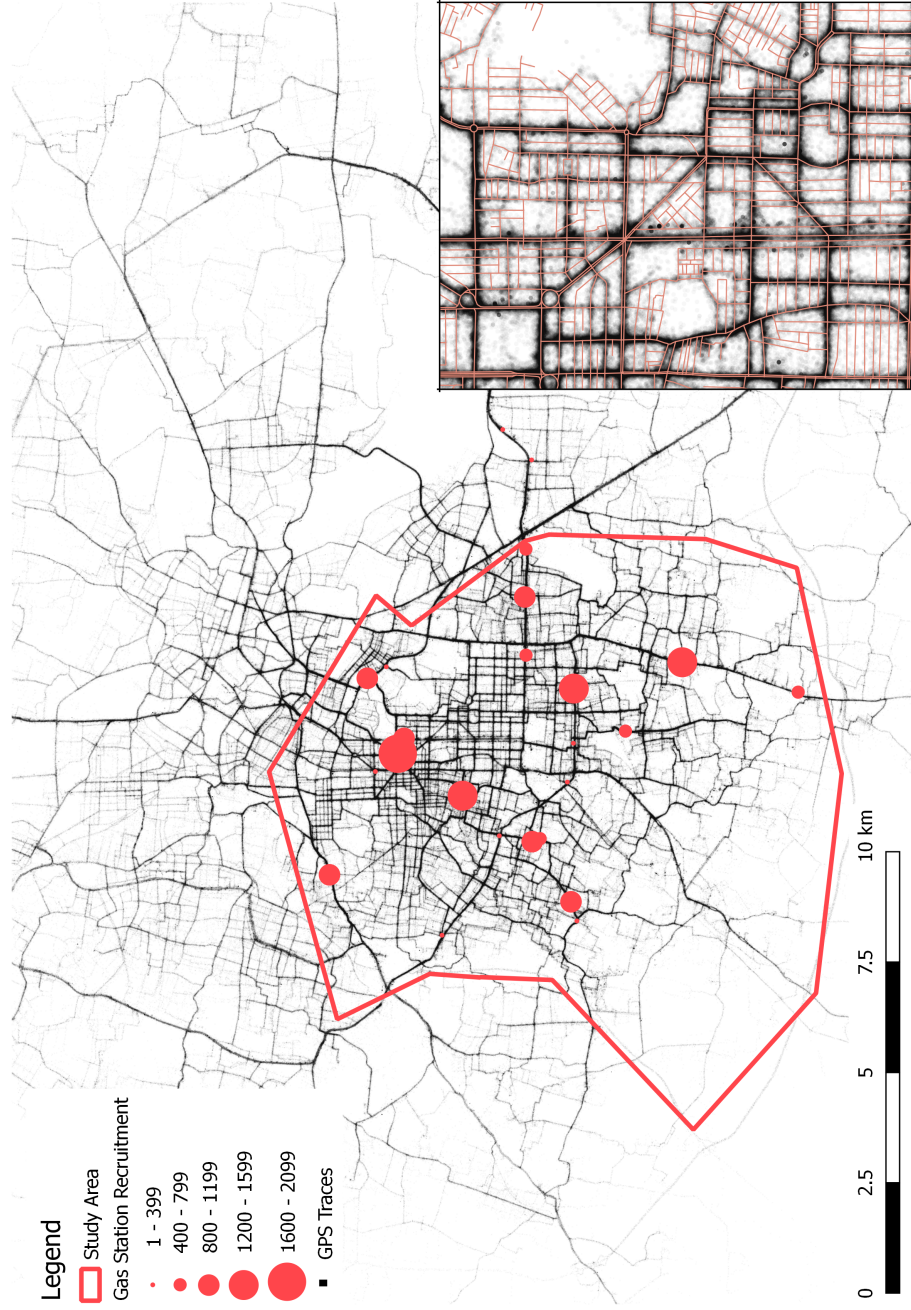 Legend
Study Area
Gas Station Recruitment
1 - 399
400 - 799
800 - 1199
1200 - 1599
1600 - 2099
GPS Traces
0 2.5 5 7.5 10 km